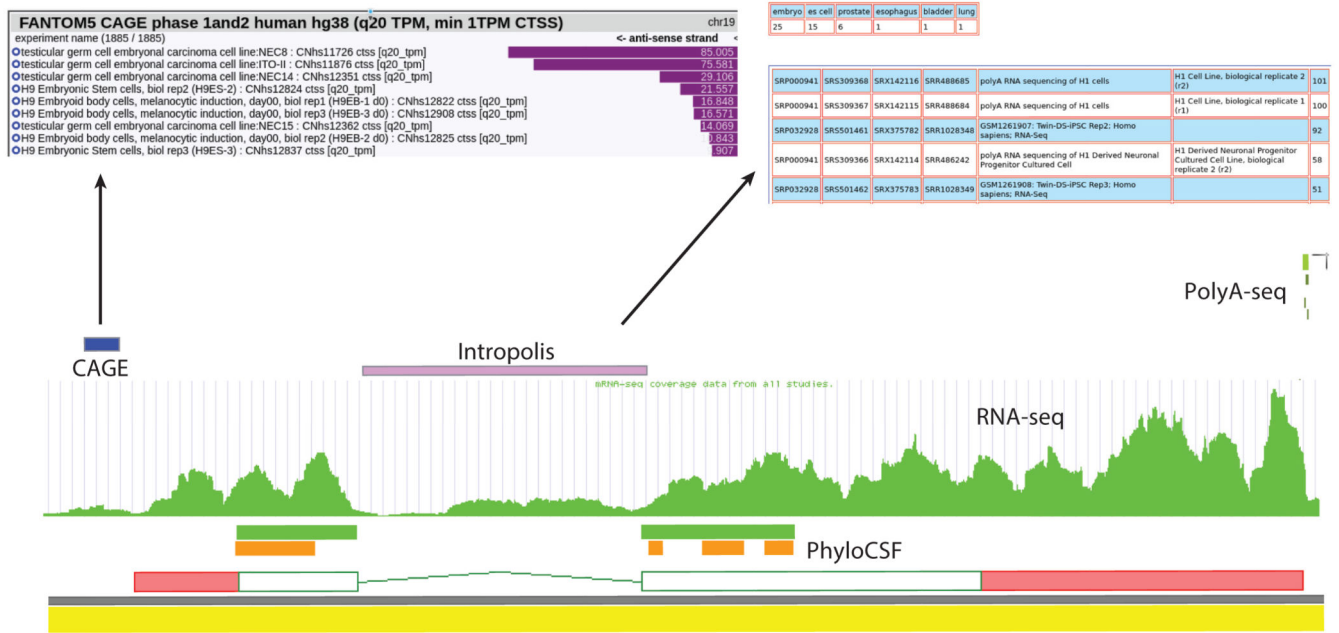 FANTOM5 CAGE phase 1and2 human hg38 (q20 TPM, min 1TPM CTSS)
chr19
experiment name (1885 / 1885)
<- anti-sense strand
<
testicular germ cell embryonal carcinoma cell line:NEC8 : CNhs11726 ctss [q20_tpm]
85.005
testicular germ cell embryonal carcinoma cell line:ITO-II : CNhs11876 ctss [q20_tpm]
75.581
testicular germ cell embryonal carcinoma cell line:NEC14 : CNhs12351 ctss [q20_tpm]
29.106
H9 Embryonic Stem cells, biol rep2 (H9ES-2) : CNhs12824 ctss [q20_tpm]
21.557
H9 Embryoid body cells, melanocytic induction, day00, biol rep1 (H9EB-1 d0) : CNhs12822 ctss [q20_tpm]
16.848
H9 Embryoid body cells, melanocytic induction, day00, biol rep3 (H9EB-3 d0) : CNhs12908 ctss [q20_tpm]
16.571
testicular germ cell embryonal carcinoma cell line:NEC15 : CNhs12362 ctss [q20_tpm]
14.069
H9 Embryoid body cells, melanocytic induction, day00, biol rep2 (H9EB-2 d0) : CNhs12825 ctss [q20_tpm]
.843
H9 Embryonic Stem cells, biol rep3 (H9ES-3) : CNhs12837 ctss [q20_tpm]
.907
embryo es cell prostate esophagus bladder lung
25 15 6 1 1 1
SRP000941 SRS309368 SRX142116 SRR488685 polyA RNA sequencing of H1 cells H1 Cell Line, biological replicate 2 101
(r2)
SRP000941 SRS309367 SRX142115 SRR488684 polyA RNA sequencing of H1 cells H1 Cell Line, biological replicate 1 100
(r1)
SRP032928 SRS501461 SRX375782 SRR1028348 GSM1261907: Twin-DS-iPSC Rep2; Homo 92
sapiens; RNA-Seq
SRP000941 SRS309366 SRX142114 SRR486242 polyA RNA sequencing of H1 Derived Neuronal H1 Derived Neuronal Progenitor 58
Progenitor Cultured Cell Cultured Cell Line, biological
replicate 2 (r2)
SRP032928 SRS501462 SRX375783 SRR1028349 GSM1261908: Twin-DS-iPSC Rep3; Homo 51
sapiens; RNA-Seq
PolyA-seq
CAGE
Intropolis
mRNA-seq coverage data from all studies.
RNA-seq
PhyloCSF